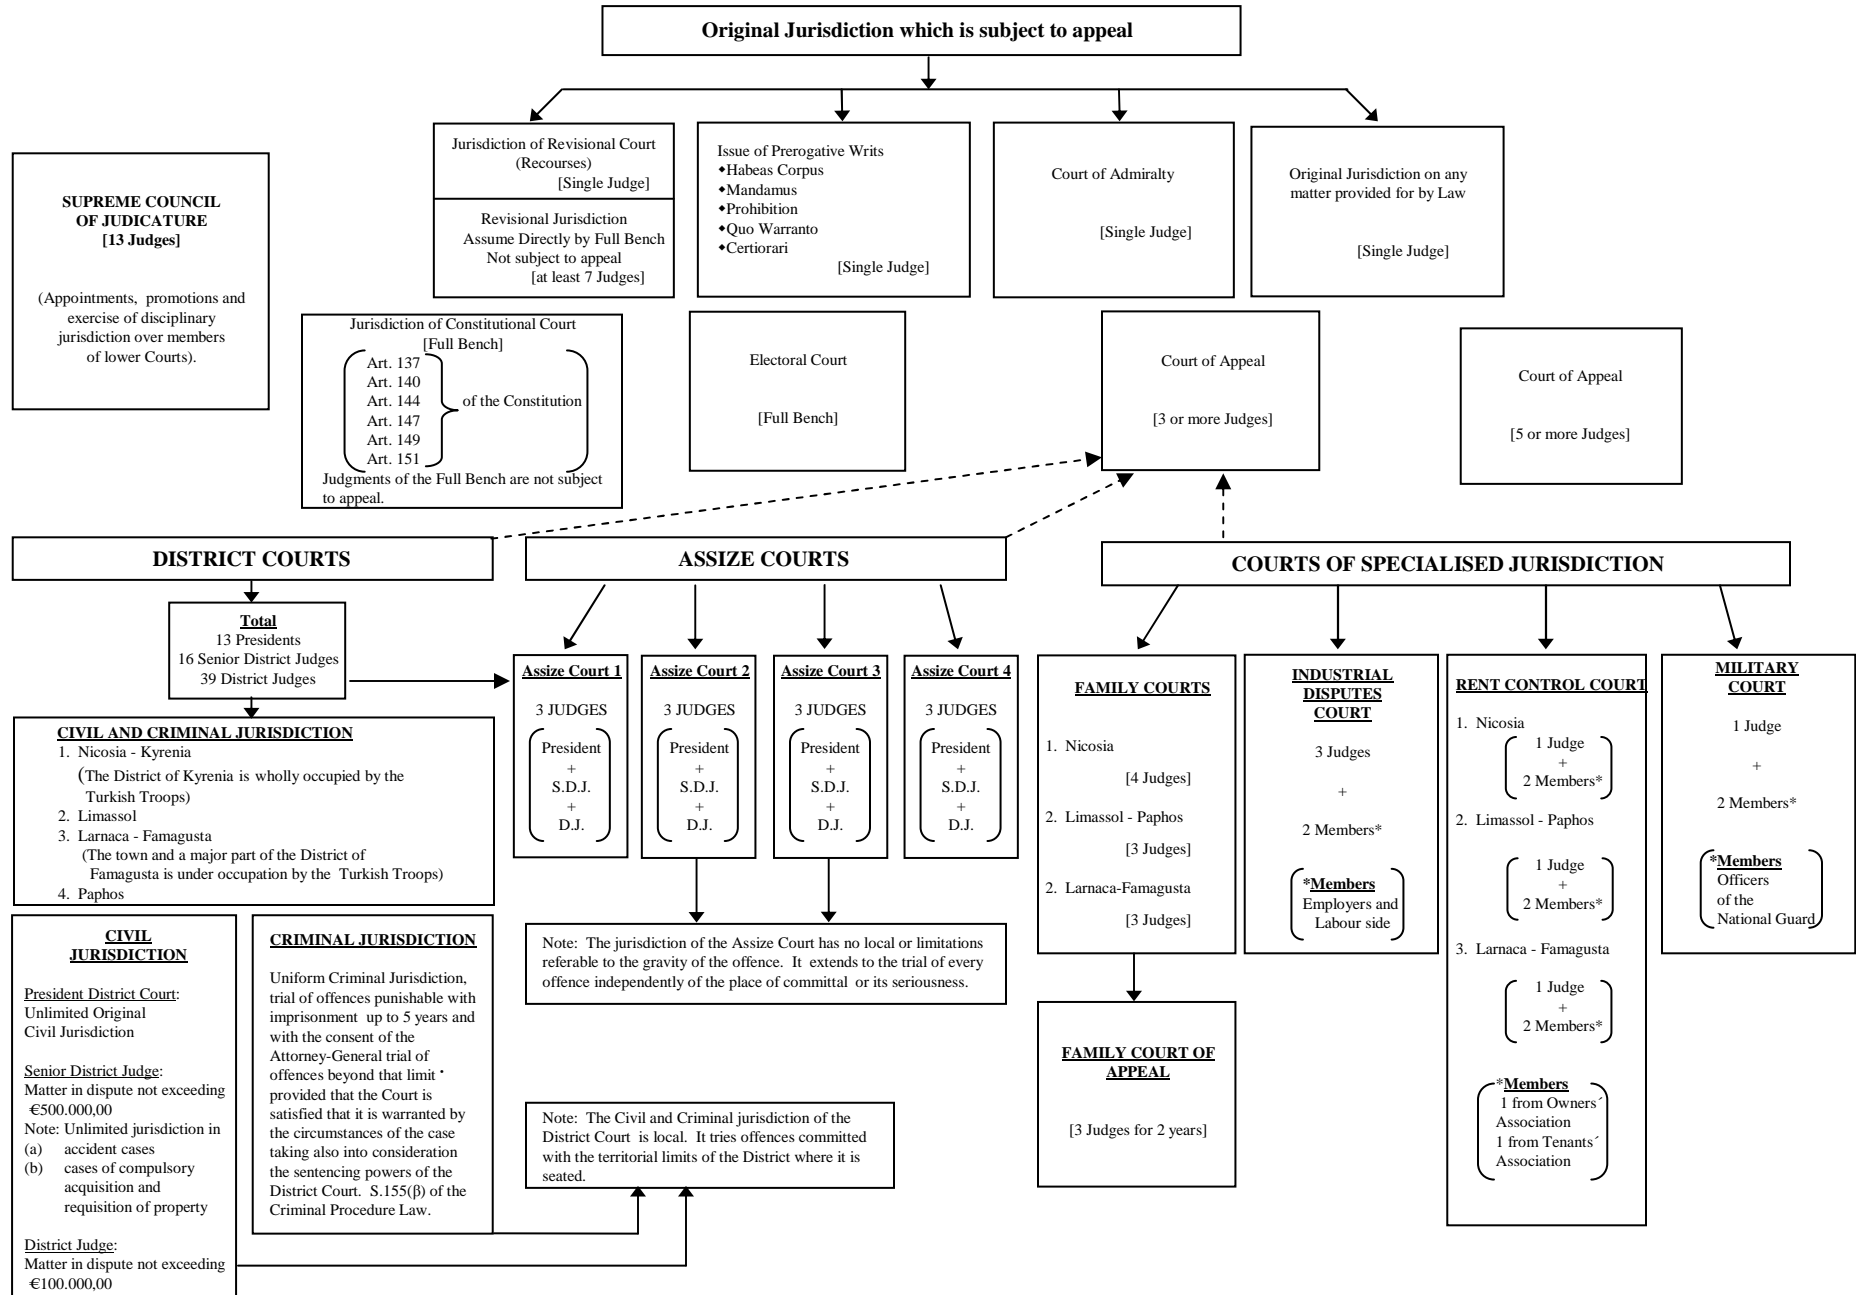 Original Jurisdiction which is subject to appeal
SUPREME COUNCIL
OF JUDICATURE
[13 Judges]
(Appointments, promotions and
exercise of disciplinary
jurisdiction over members
of lower Courts).
Jurisdiction of Revisional Court
(Recourses)
[Single Judge]
Revisional Jurisdiction
Assume Directly by Full Bench
Not subject to appeal
[at least 7 Judges]
Issue of Prerogative Writs
◆Habeas Corpus
◆Mandamus
◆Prohibition
◆Quo Warranto
◆Certiorari
[Single Judge]
Court of Admiralty
[Single Judge]
Original Jurisdiction on any
matter provided for by Law
[Single Judge]
Jurisdiction of Constitutional Court
[Full Bench]
Art. 137
Art. 140
Art. 144
of the Constitution
Art. 147
Art. 149
Art. 151
Judgments of the Full Bench are not subject
to appeal.
Electoral Court
[Full Bench]
Court of Appeal
[3 or more Judges]
Court of Appeal
[5 or more Judges]
DISTRICT COURTS
Total
13 Presidents
16 Senior District Judges
39 District Judges
CIVIL AND CRIMINAL JURISDICTION
1. Nicosia - Kyrenia
(The District of Kyrenia is wholly occupied by the
Turkish Troops)
2. Limassol
3. Larnaca - Famagusta
(The town and a major part of the District of
Famagusta is under occupation by the Turkish Troops)
4. Paphos
CIVIL
JURISDICTION
President District Court:
Unlimited Original
Civil Jurisdiction
Senior District Judge:
Matter in dispute not exceeding
€500.000,00
Note: Unlimited jurisdiction in
(a) accident cases
(b) cases of compulsory
acquisition and
requisition of property
District Judge:
Matter in dispute not exceeding
€100.000,00
CRIMINAL JURISDICTION
Uniform Criminal Jurisdiction,
trial of offences punishable with
imprisonment up to 5 years and
with the consent of the
Attorney-General trial of
offences beyond that limit ·
provided that the Court is
satisfied that it is warranted by
the circumstances of the case
taking also into consideration
the sentencing powers of the
District Court. S.155(β) of the
Criminal Procedure Law.
ASSIZE COURTS
Assize Court 1
3 JUDGES
President
+
S.D.J.
+
D.J.
Assize Court 2
3 JUDGES
President
+
S.D.J.
+
D.J.
Assize Court 3
3 JUDGES
President
+
S.D.J.
+
D.J.
Assize Court 4
3 JUDGES
President
+
S.D.J.
+
D.J.
Note: The jurisdiction of the Assize Court has no local or limitations
referable to the gravity of the offence. It extends to the trial of every
offence independently of the place of committal or its seriousness.
Note: The Civil and Criminal jurisdiction of the
District Court is local. It tries offences committed
with the territorial limits of the District where it is
seated.
COURTS OF SPECIALISED JURISDICTION
FAMILY COURTS
1. Nicosia
[4 Judges]
2. Limassol - Paphos
[3 Judges]
2. Larnaca-Famagusta
[3 Judges]
FAMILY COURT OF
APPEAL
[3 Judges for 2 years]
INDUSTRIAL
DISPUTES
COURT
3 Judges
+
2 Members*
*Members
Employers and
Labour side
RENT CONTROL COURT
1. Nicosia
1 Judge
+
2 Members*
2. Limassol - Paphos
1 Judge
+
2 Members*
3. Larnaca - Famagusta
1 Judge
+
2 Members*
*Members
1 from Owners´
Association
1 from Tenants´
Association
MILITARY
COURT
1 Judge
+
2 Members*
*Members
Officers
of the
National Guard